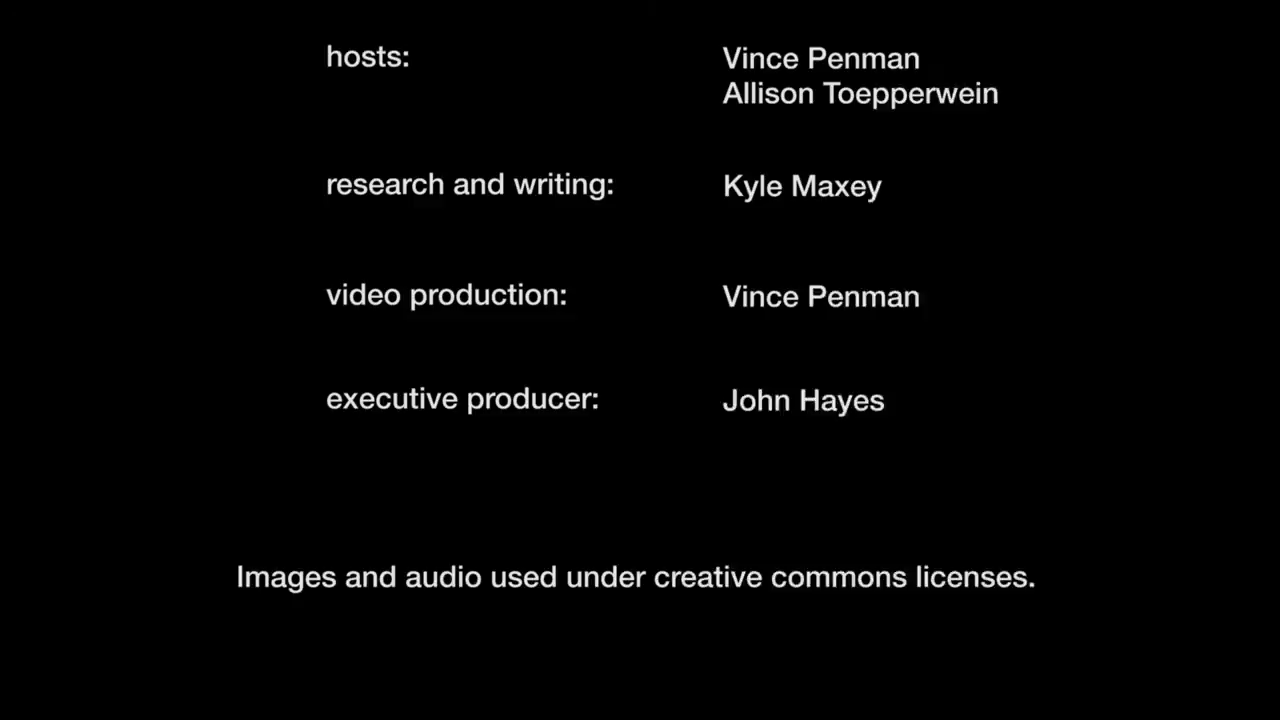 hosts: Vince Penman
Allison Toepperwein
research and writing: Kyle Maxey
video production: Vince Penman
executive producer: John Hayes
Images and audio used under creative commons licenses.